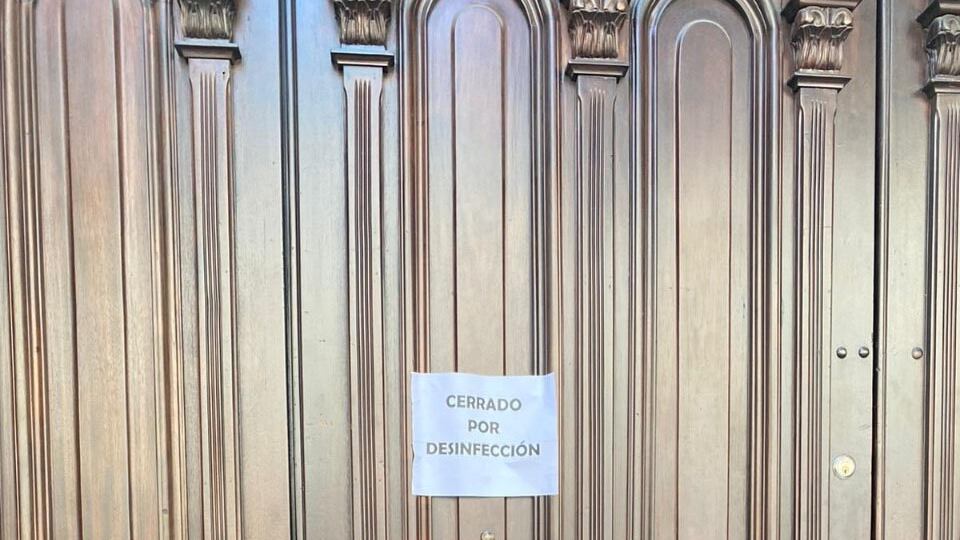 CERRADO
POR
DESINFECCIÓN